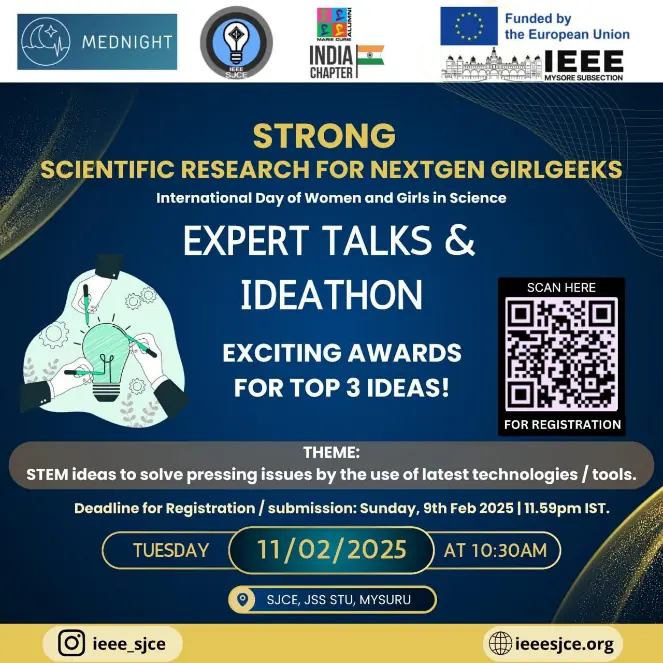 MEDNIGHT
IEEE
SJCE
MARIE CURIE ALUMNI
INDIA
CHAPTER
Funded by
the European Union
IEEE
MYSORE SUBSECTION
STRONG
SCIENTIFIC RESEARCH FOR NEXTGEN GIRLGEEKS
International Day of Women and Girls in Science
EXPERT TALKS &
IDEATHON
EXCITING AWARDS
FOR TOP 3 IDEAS!
SCAN HERE
FOR REGISTRATION
THEME:
STEM ideas to solve pressing issues by the use of latest technologies / tools.
Deadline for Registration / submission: Sunday, 9th Feb 2025 | 11.59pm IST.
TUESDAY 11/02/2025 AT 10:30AM
SJCE, JSS STU, MYSURU
ieee_sjce ieeesjce.org